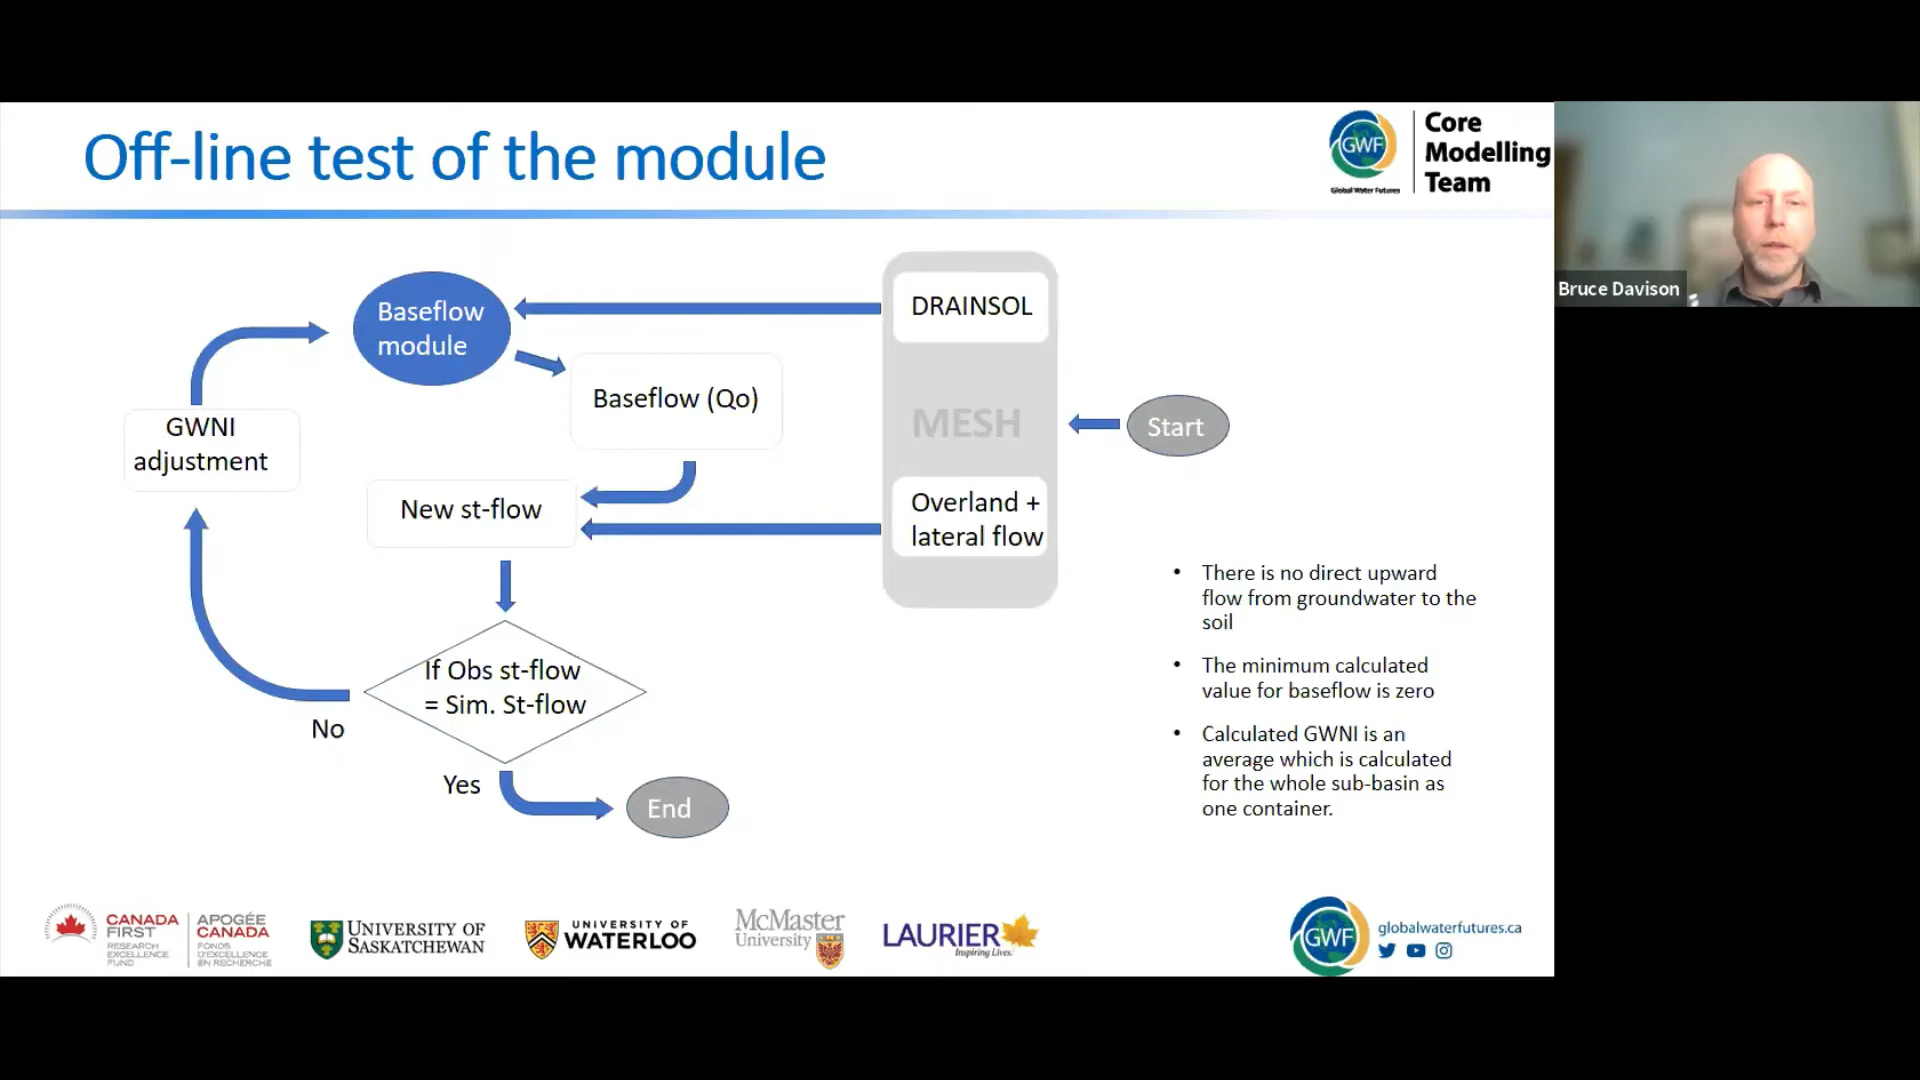 Off-line test of the module
GWF
Global Water Futures
Core
Modelling
Team
Bruce Davison
Baseflow
module
DRAINSOL
Baseflow (Qo)
MESH
Start
GWNI
adjustment
New st-flow
Overland +
lateral flow
If Obs st-flow
= Sim. St-flow
No
Yes
End
• There is no direct upward
flow from groundwater to the
soil
• The minimum calculated
value for baseflow is zero
• Calculated GWNI is an
average which is calculated
for the whole sub-basin as
one container.
CANADA
FIRST
RESEARCH
EXCELLENCE
FUND
APOGÉE
CANADA
FONDS
D'EXCELLENCE
EN RECHERCHE
UNIVERSITY OF
SASKATCHEWAN
UNIVERSITY OF
WATERLOO
McMaster
University
LAURIER
Inspiring Lives.
GWF
globalwaterfutures.ca